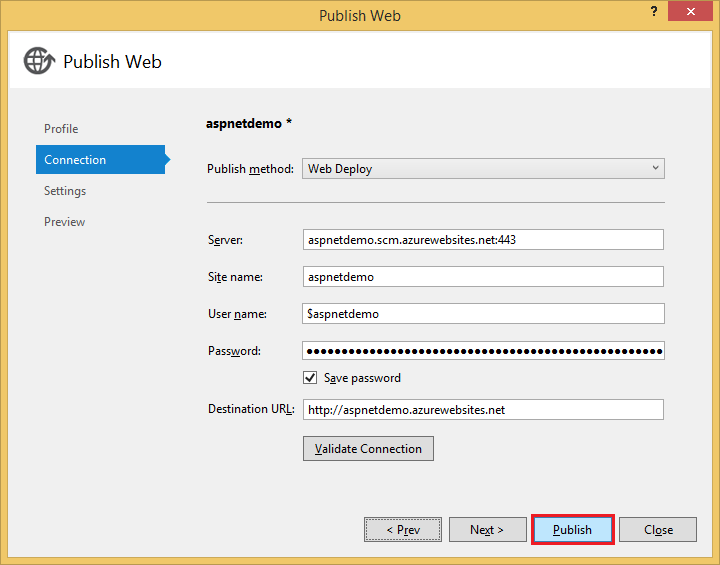 Publish Web
?
Publish Web
Profile
Connection
Settings
Preview
aspnetdemo *
Publish method: Web Deploy
Server: aspnetdemo.scm.azurewebsites.net:443
Site name: aspnetdemo
User name: $aspnetdemo
Password: ●●●●●●●●●●●●●●●●●●●●●●●●●●●●●●●●●●●●●●●●●●●●●●●●●●●
Save password
Destination URL: http://aspnetdemo.azurewebsites.net
Validate Connection
< Prev Next > Publish Close